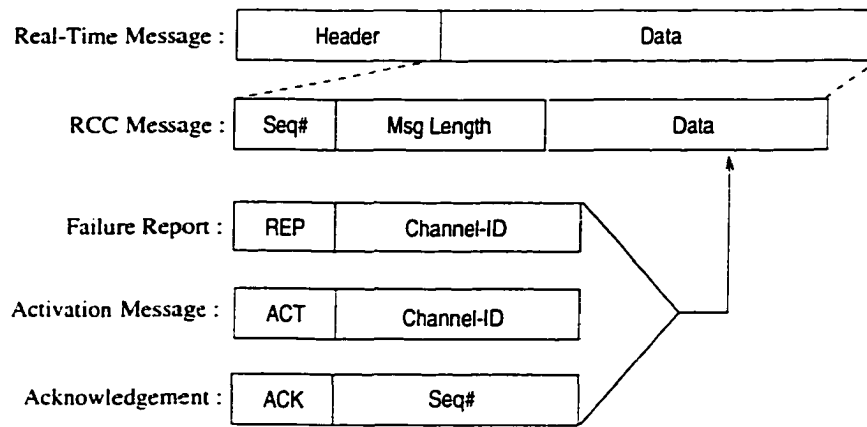 Real-Time Message : Header Data
RCC Message : Seq# Msg Length Data
Failure Report : REP Channel-ID
Activation Message : ACT Channel-ID
Acknowledgement : ACK Seq#